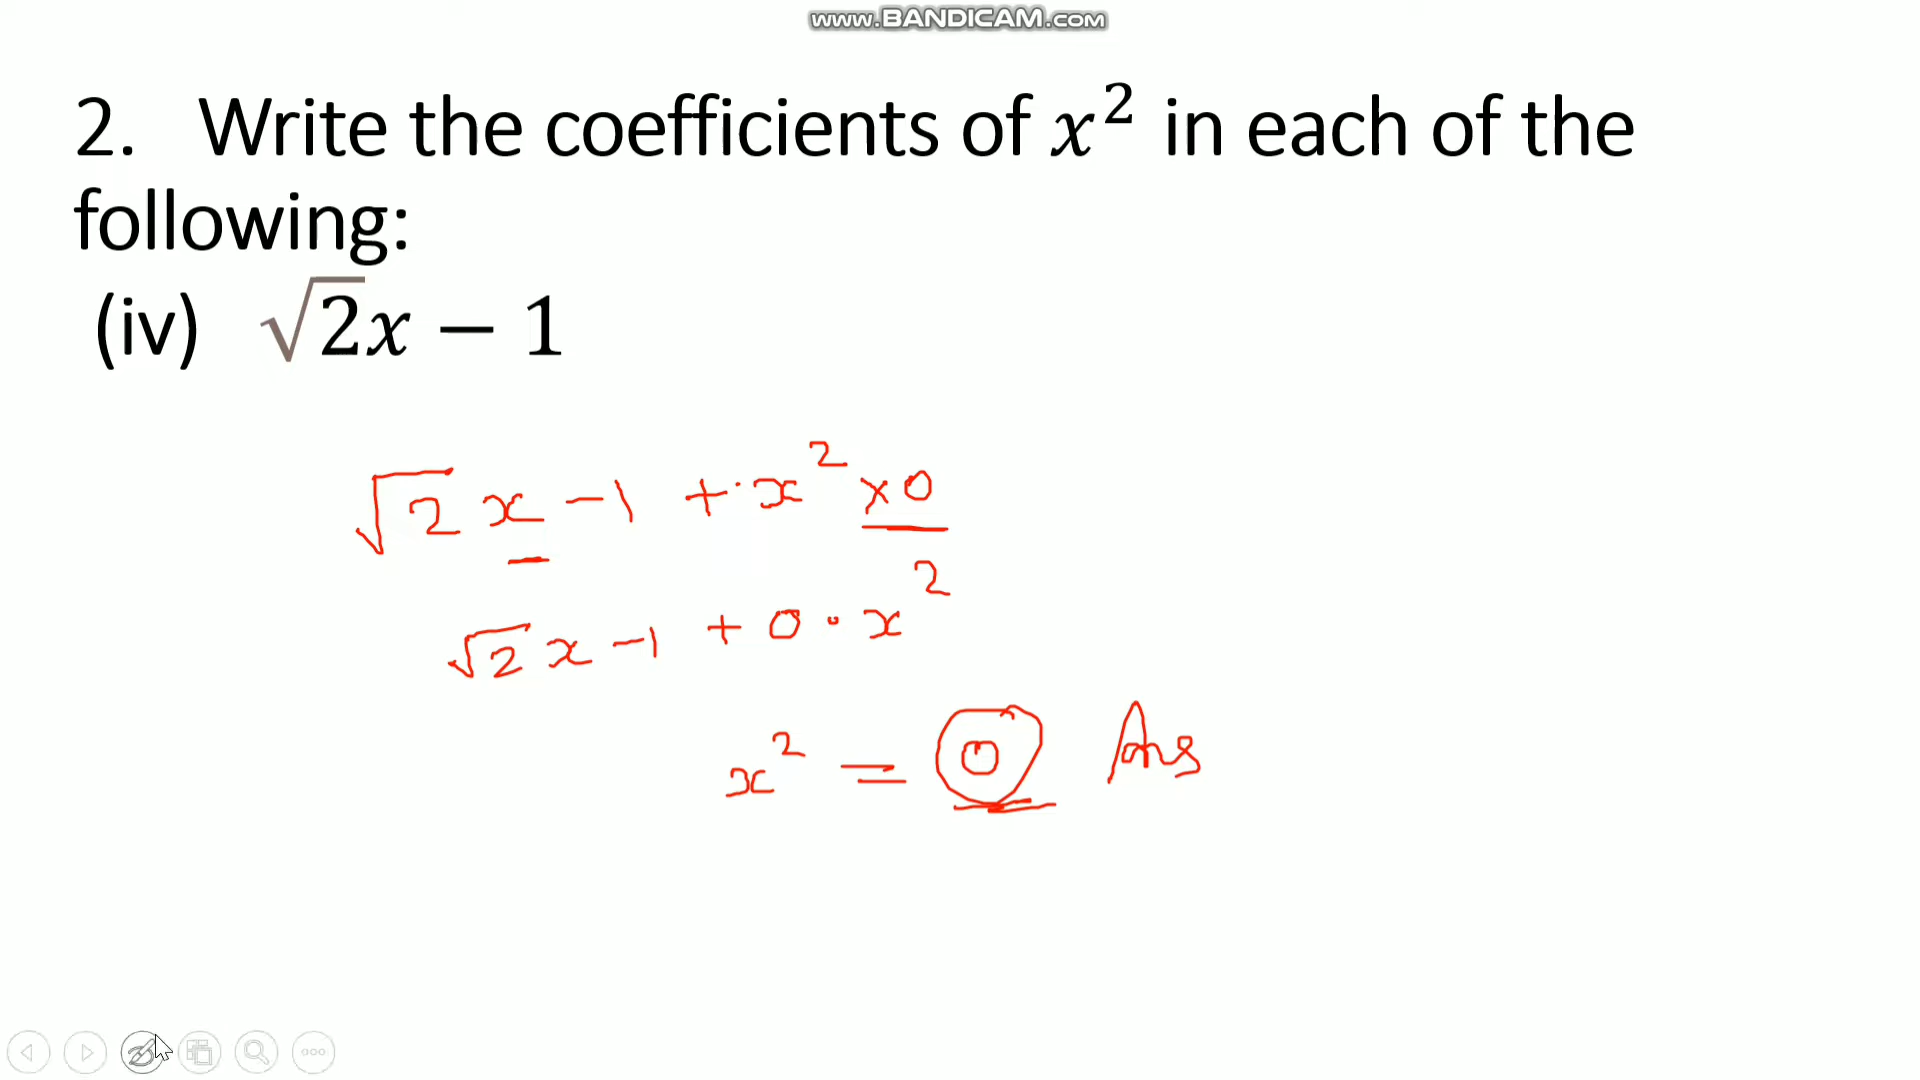 www.BANDICAM.com
2. Write the coefficients of x² in each of the
following:
(iv) √2x − 1
√2 x − 1 + x² × 0
√2 x − 1 + 0 · x²
x² = 0 Ans